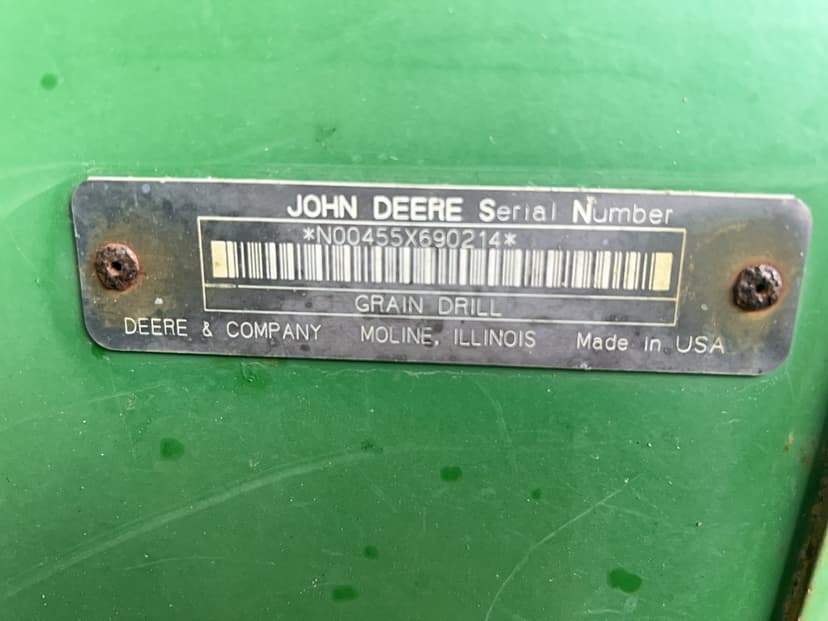 JOHN DEERE Serial Number
*N00455X690214*
GRAIN DRILL
DEERE & COMPANY MOLINE, ILLINOIS Made in USA